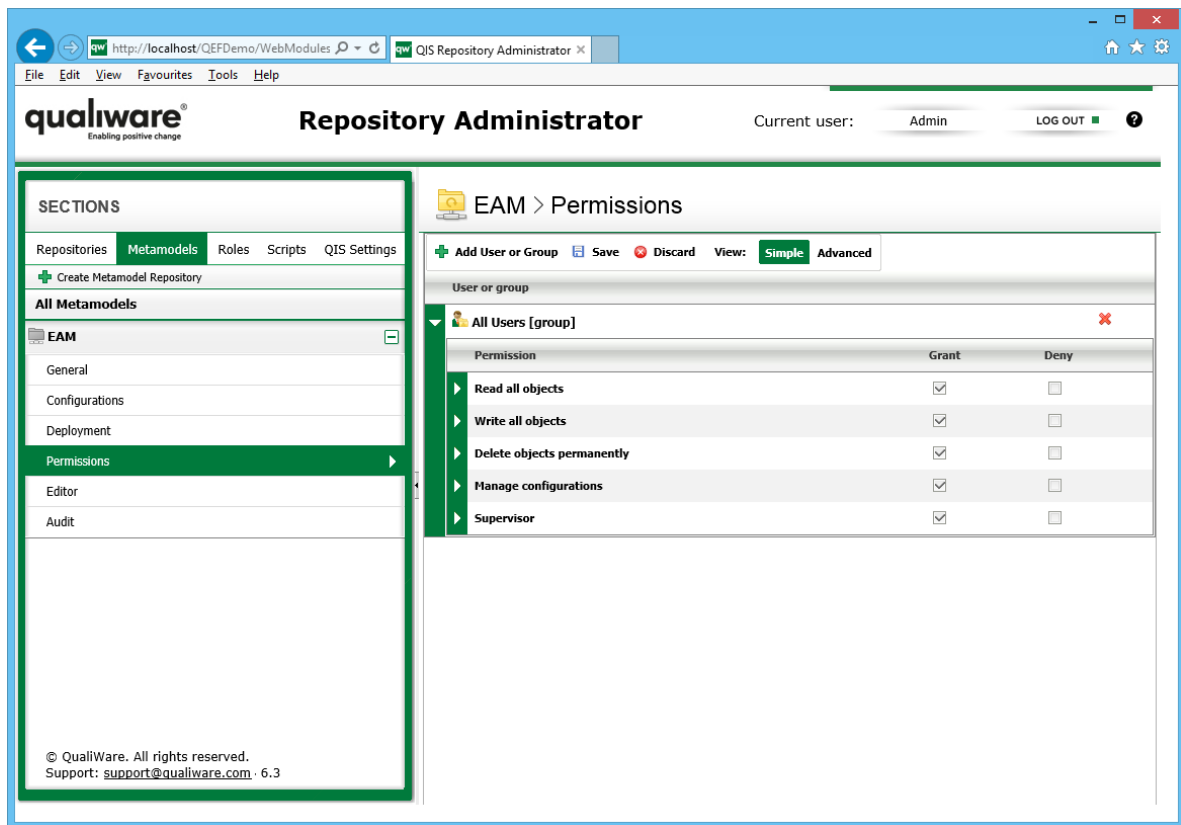 qw http://localhost/QEFDemo/WebModules
qw QIS Repository Administrator
File Edit View Favourites Tools Help
qualiware®
Enabling positive change
Repository Administrator
Current user: Admin
LOG OUT
?
SECTIONS
Repositories Metamodels Roles Scripts QIS Settings
Create Metamodel Repository
All Metamodels
EAM
General
Configurations
Deployment
Permissions
Editor
Audit
© QualiWare. All rights reserved.
Support: support@qualiware.com · 6.3
EAM > Permissions
Add User or Group Save Discard View: Simple Advanced
User or group
All Users [group]
Permission Grant Deny
Read all objects
Write all objects
Delete objects permanently
Manage configurations
Supervisor